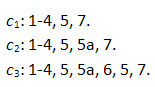 c₁: 1-4, 5, 7.
c₂: 1-4, 5, 5a, 7.
c₃: 1-4, 5, 5a, 6, 5, 7.